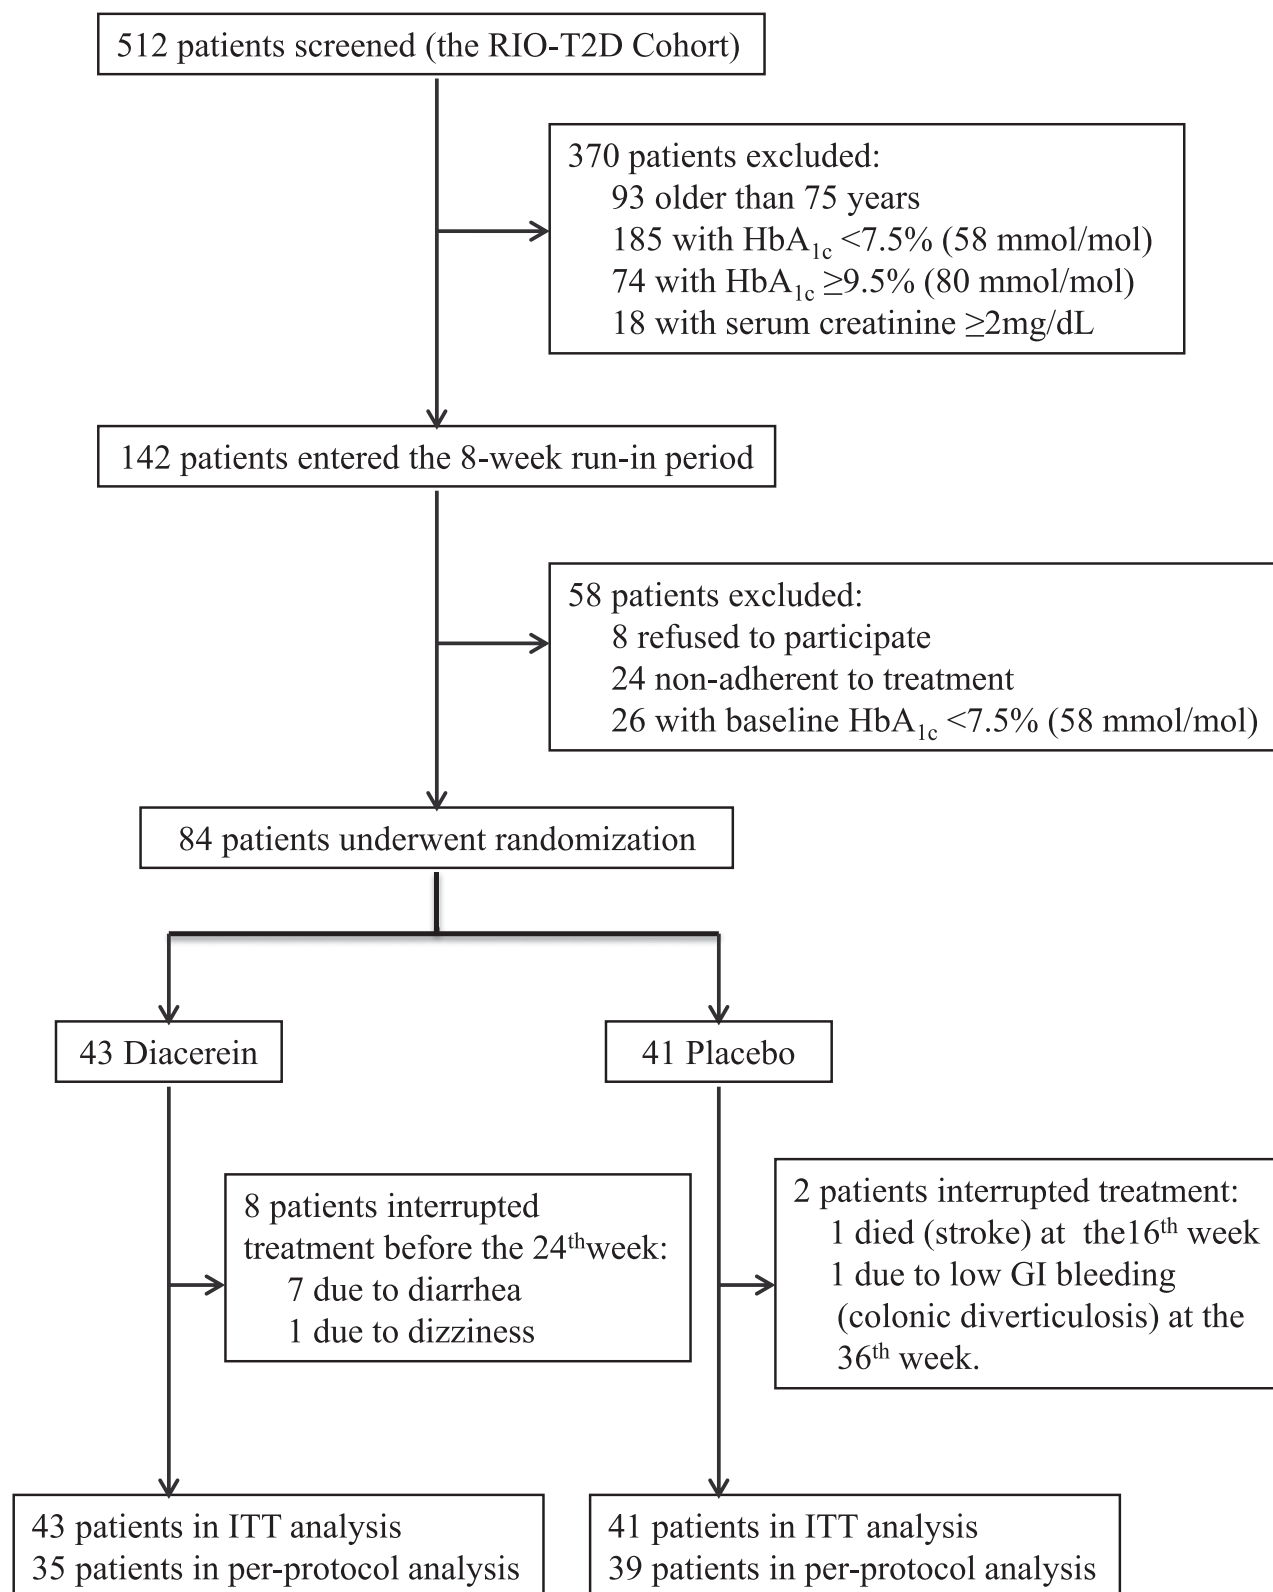 512 patients screened (the RIO-T2D Cohort)
370 patients excluded:
93 older than 75 years
185 with HbA1c <7.5% (58 mmol/mol)
74 with HbA1c ≥9.5% (80 mmol/mol)
18 with serum creatinine ≥2mg/dL
142 patients entered the 8-week run-in period
58 patients excluded:
8 refused to participate
24 non-adherent to treatment
26 with baseline HbA1c <7.5% (58 mmol/mol)
84 patients underwent randomization
43 Diacerein
41 Placebo
8 patients interrupted
treatment before the 24thweek:
7 due to diarrhea
1 due to dizziness
2 patients interrupted treatment:
1 died (stroke) at the16th week
1 due to low GI bleeding
(colonic diverticulosis) at the
36th week.
43 patients in ITT analysis
35 patients in per-protocol analysis
41 patients in ITT analysis
39 patients in per-protocol analysis